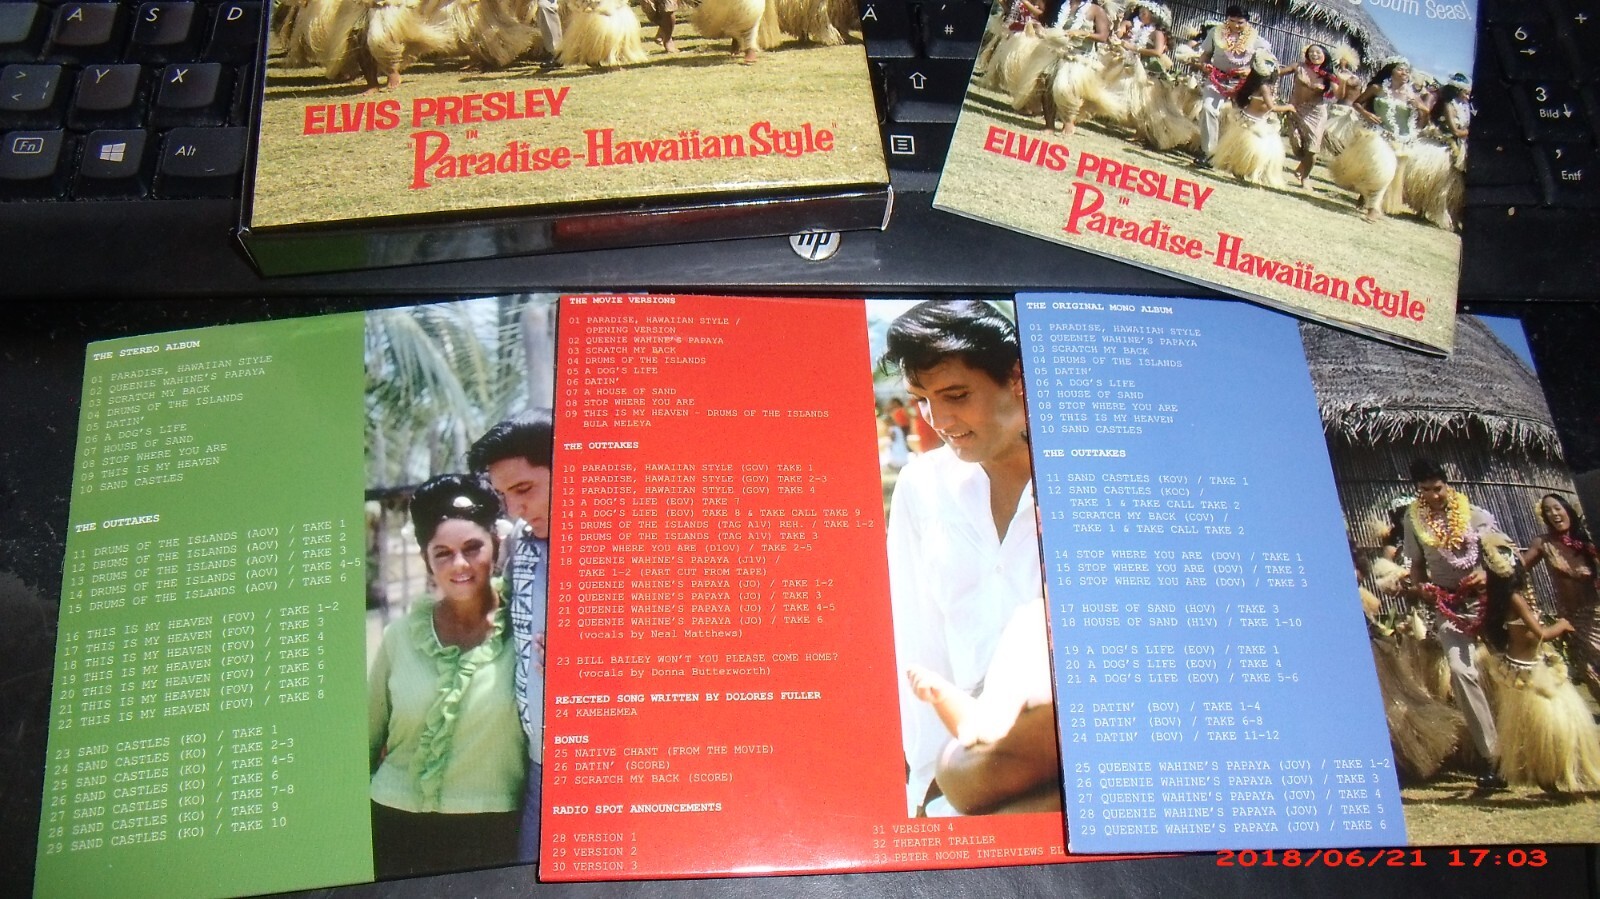 A S D
Y X
Fn Alt
Ä #
6
3
Bild
Entf
hp
ELVIS PRESLEY
IN
"Paradise-Hawaiian Style"
South Seas!
ELVIS PRESLEY
IN
"Paradise-Hawaiian Style"
THE STEREO ALBUM
01 PARADISE, HAWAIIAN STYLE
02 QUEENIE WAHINE'S PAPAYA
03 SCRATCH MY BACK
04 DRUMS OF THE ISLANDS
05 DATIN'
06 A DOG'S LIFE
07 HOUSE OF SAND
08 STOP WHERE YOU ARE
09 THIS IS MY HEAVEN
10 SAND CASTLES
THE OUTTAKES
11 DRUMS OF THE ISLANDS (AOV) / TAKE 1
12 DRUMS OF THE ISLANDS (AOV) / TAKE 2
13 DRUMS OF THE ISLANDS (AOV) / TAKE 3
14 DRUMS OF THE ISLANDS (AOV) / TAKE 4-5
15 DRUMS OF THE ISLANDS (AOV) / TAKE 6
16 THIS IS MY HEAVEN (FOV) / TAKE 1-2
17 THIS IS MY HEAVEN (FOV) / TAKE 3
18 THIS IS MY HEAVEN (FOV) / TAKE 4
19 THIS IS MY HEAVEN (FOV) / TAKE 5
20 THIS IS MY HEAVEN (FOV) / TAKE 6
21 THIS IS MY HEAVEN (FOV) / TAKE 7
22 THIS IS MY HEAVEN (FOV) / TAKE 8
23 SAND CASTLES (KO) / TAKE 1
24 SAND CASTLES (KO) / TAKE 2-3
25 SAND CASTLES (KO) / TAKE 4-5
26 SAND CASTLES (KO) / TAKE 6
27 SAND CASTLES (KO) / TAKE 7-8
28 SAND CASTLES (KO) / TAKE 9
29 SAND CASTLES (KO) / TAKE 10
THE MOVIE VERSIONS
01 PARADISE, HAWAIIAN STYLE /
OPENING VERSION
02 QUEENIE WAHINE'S PAPAYA
03 SCRATCH MY BACK
04 DRUMS OF THE ISLANDS
05 A DOG'S LIFE
06 DATIN'
07 A HOUSE OF SAND
08 STOP WHERE YOU ARE
09 THIS IS MY HEAVEN - DRUMS OF THE ISLANDS
BULA MELEYA
THE OUTTAKES
10 PARADISE, HAWAIIAN STYLE (GOV) TAKE 1
11 PARADISE, HAWAIIAN STYLE (GOV) TAKE 2-3
12 PARADISE, HAWAIIAN STYLE (GOV) TAKE 4
13 A DOG'S LIFE (EOV) TAKE 7
14 A DOG'S LIFE (EOV) TAKE 8 & TAKE CALL TAKE 9
15 DRUMS OF THE ISLANDS (TAG A1V) REH. / TAKE 1-2
16 DRUMS OF THE ISLANDS (TAG A1V) TAKE 3
17 STOP WHERE YOU ARE (D1OV) / TAKE 2-5
18 QUEENIE WAHINE'S PAPAYA (J1V) /
TAKE 1-2 (PART CUT FROM TAPE)
19 QUEENIE WAHINE'S PAPAYA (JO) / TAKE 1-2
20 QUEENIE WAHINE'S PAPAYA (JO) / TAKE 3
21 QUEENIE WAHINE'S PAPAYA (JO) / TAKE 4-5
22 QUEENIE WAHINE'S PAPAYA (JO) / TAKE 6
(vocals by Neal Matthews)
23 BILL BAILEY WON'T YOU PLEASE COME HOME?
(vocals by Donna Butterworth)
REJECTED SONG WRITTEN BY DOLORES FULLER
24 KAMEHEMEA
BONUS
25 NATIVE CHANT (FROM THE MOVIE)
26 DATIN' (SCORE)
27 SCRATCH MY BACK (SCORE)
RADIO SPOT ANNOUNCEMENTS
28 VERSION 1
29 VERSION 2
30 VERSION 3
31 VERSION 4
32 THEATER TRAILER
33 PETER NOONE INTERVIEWS EL
THE ORIGINAL MONO ALBUM
01 PARADISE, HAWAIIAN STYLE
02 QUEENIE WAHINE'S PAPAYA
03 SCRATCH MY BACK
04 DRUMS OF THE ISLANDS
05 DATIN'
06 A DOG'S LIFE
07 HOUSE OF SAND
08 STOP WHERE YOU ARE
09 THIS IS MY HEAVEN
10 SAND CASTLES
THE OUTTAKES
11 SAND CASTLES (KOV) / TAKE 1
12 SAND CASTLES (KOC) /
TAKE 1 & TAKE CALL TAKE 2
13 SCRATCH MY BACK (COV) /
TAKE 1 & TAKE CALL TAKE 2
14 STOP WHERE YOU ARE (DOV) / TAKE 1
15 STOP WHERE YOU ARE (DOV) / TAKE 2
16 STOP WHERE YOU ARE (DOV) / TAKE 3
17 HOUSE OF SAND (HOV) / TAKE 3
18 HOUSE OF SAND (H1V) / TAKE 1-10
19 A DOG'S LIFE (EOV) / TAKE 1
20 A DOG'S LIFE (EOV) / TAKE 4
21 A DOG'S LIFE (EOV) / TAKE 5-6
22 DATIN' (BOV) / TAKE 1-4
23 DATIN' (BOV) / TAKE 6-8
24 DATIN' (BOV) / TAKE 11-12
25 QUEENIE WAHINE'S PAPAYA (JOV) / TAKE 1-2
26 QUEENIE WAHINE'S PAPAYA (JOV) / TAKE 3
27 QUEENIE WAHINE'S PAPAYA (JOV) / TAKE 4
28 QUEENIE WAHINE'S PAPAYA (JOV) / TAKE 5
29 QUEENIE WAHINE'S PAPAYA (JOV) / TAKE 6
2018/06/21 17:03